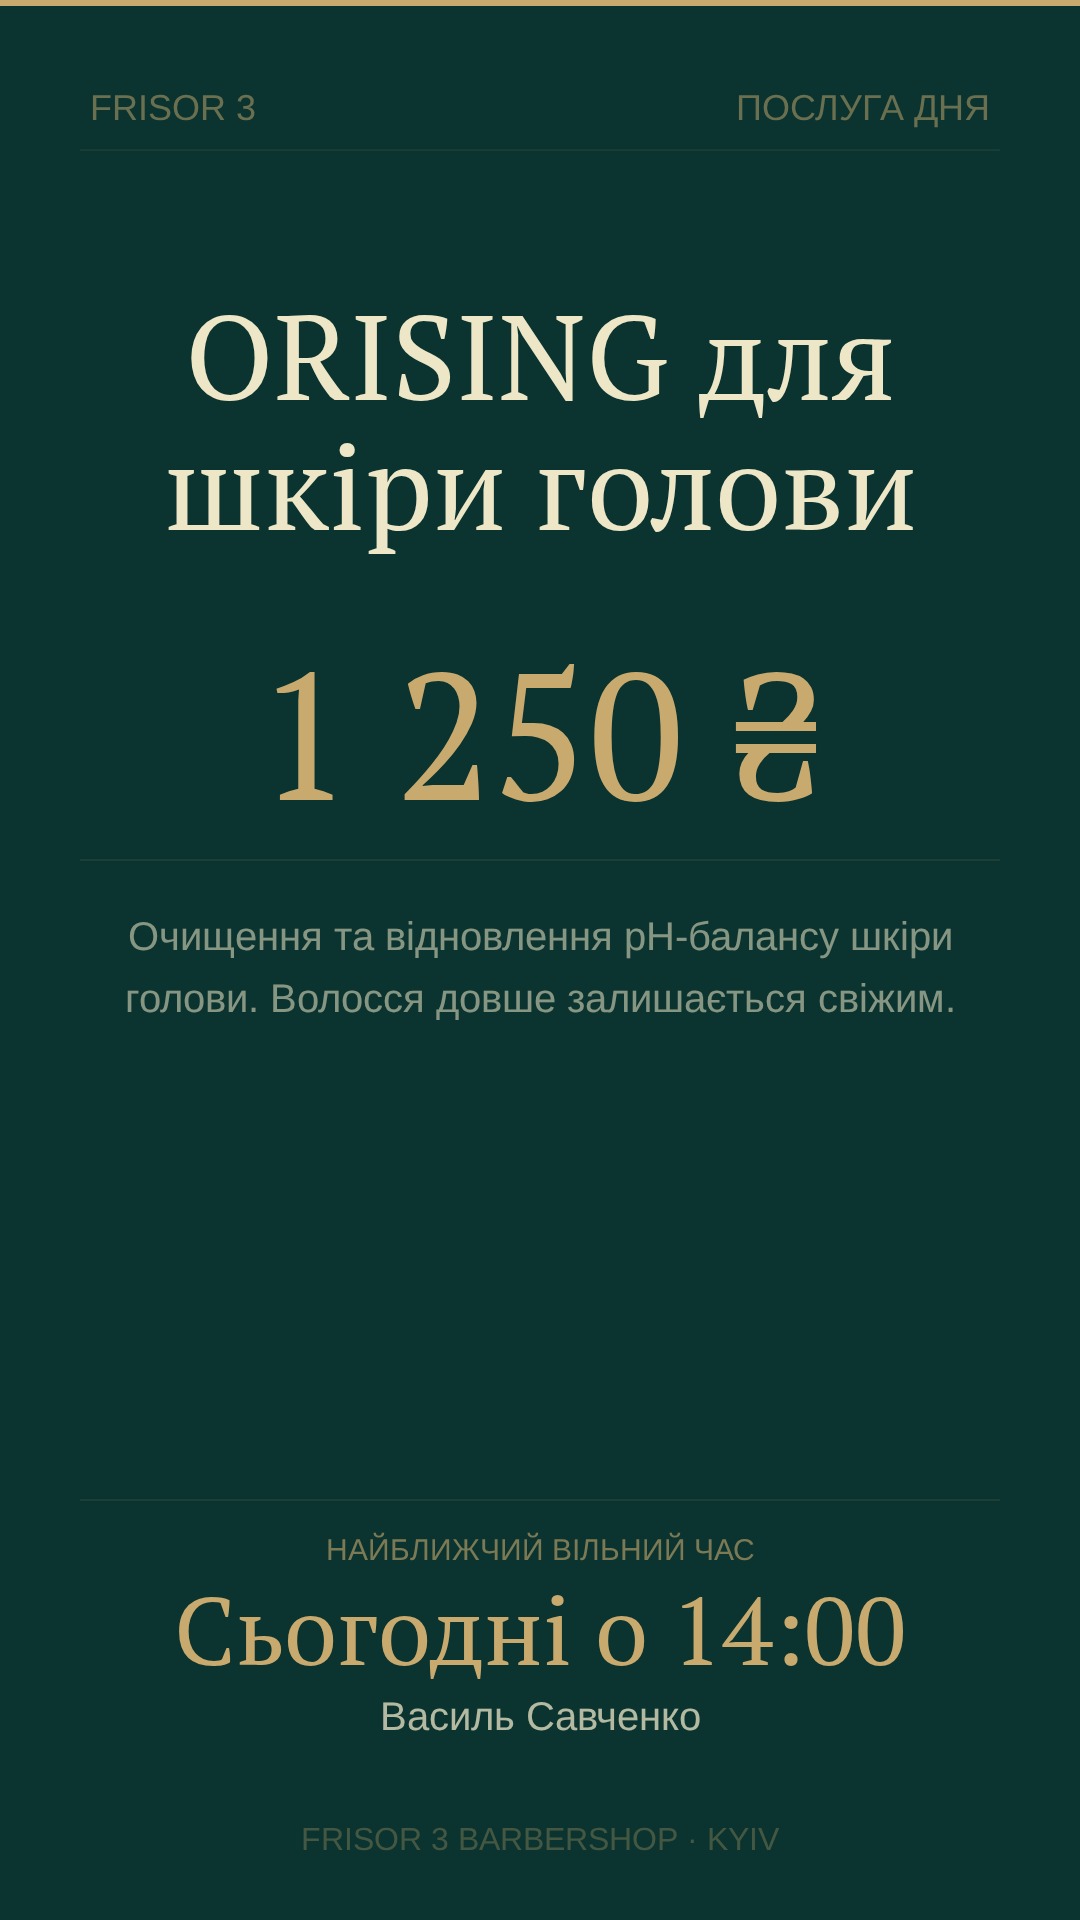 FRISOR 3
ПОСЛУГА ДНЯ
ORISING для
шкіри голови
1 250 ₴
Очищення та відновлення pH-балансу шкіри
голови. Волосся довше залишається свіжим.
НАЙБЛИЖЧИЙ ВІЛЬНИЙ ЧАС
Сьогодні о 14:00
Василь Савченко
FRISOR 3 BARBERSHOP · KYIV